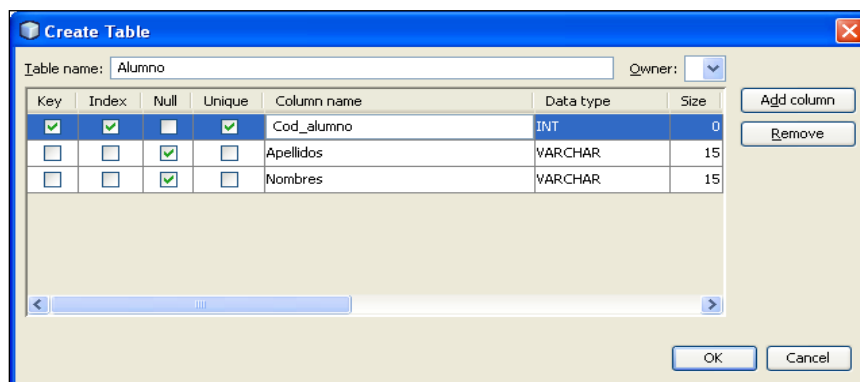 Create Table
Table name: Alumno Owner:
Key Index Null Unique Column name Data type Size
Cod_alumno INT 0
Apellidos VARCHAR 15
Nombres VARCHAR 15
Add column
Remove
OK Cancel